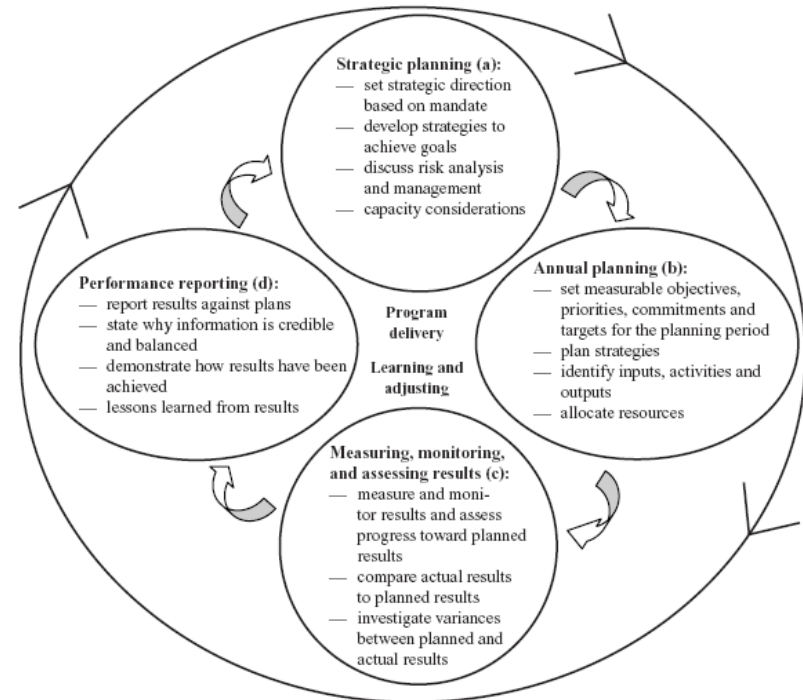 Strategic planning (a):
— set strategic direction
based on mandate
— develop strategies to
achieve goals
— discuss risk analysis
and management
— capacity considerations
Annual planning (b):
— set measurable objectives,
priorities, commitments and
targets for the planning period
— plan strategies
— identify inputs, activities and
outputs
— allocate resources
Performance reporting (d):
— report results against plans
— state why information is credible
and balanced
— demonstrate how results have been
achieved
— lessons learned from results
Program
delivery
Learning and
adjusting
Measuring, monitoring,
and assessing results (c):
— measure and moni-
tor results and assess
progress toward planned
results
— compare actual results
to planned results
— investigate variances
between planned and
actual results